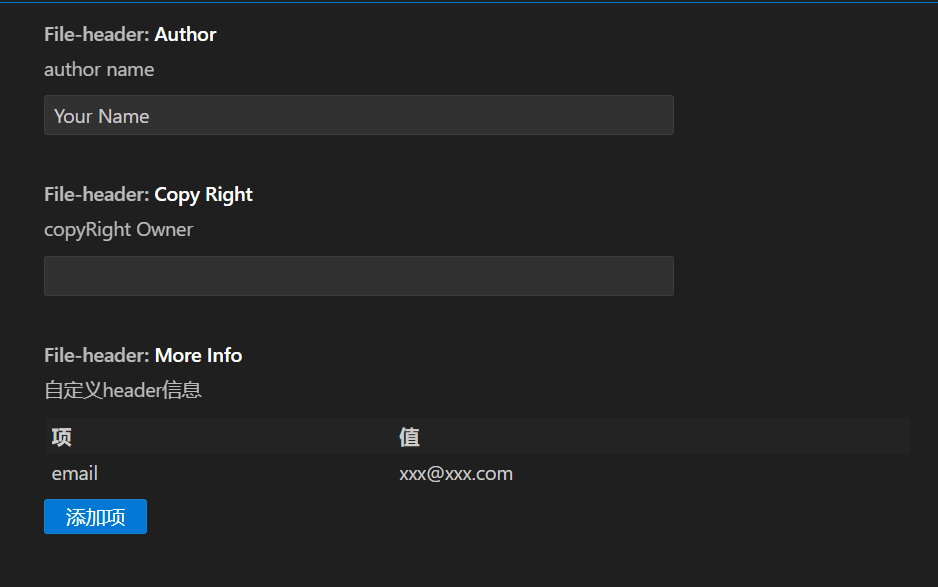 File-header: Author
author name
Your Name
File-header: Copy Right
copyRight Owner
File-header: More Info
自定义header信息
项 值
email xxx@xxx.com
添加项